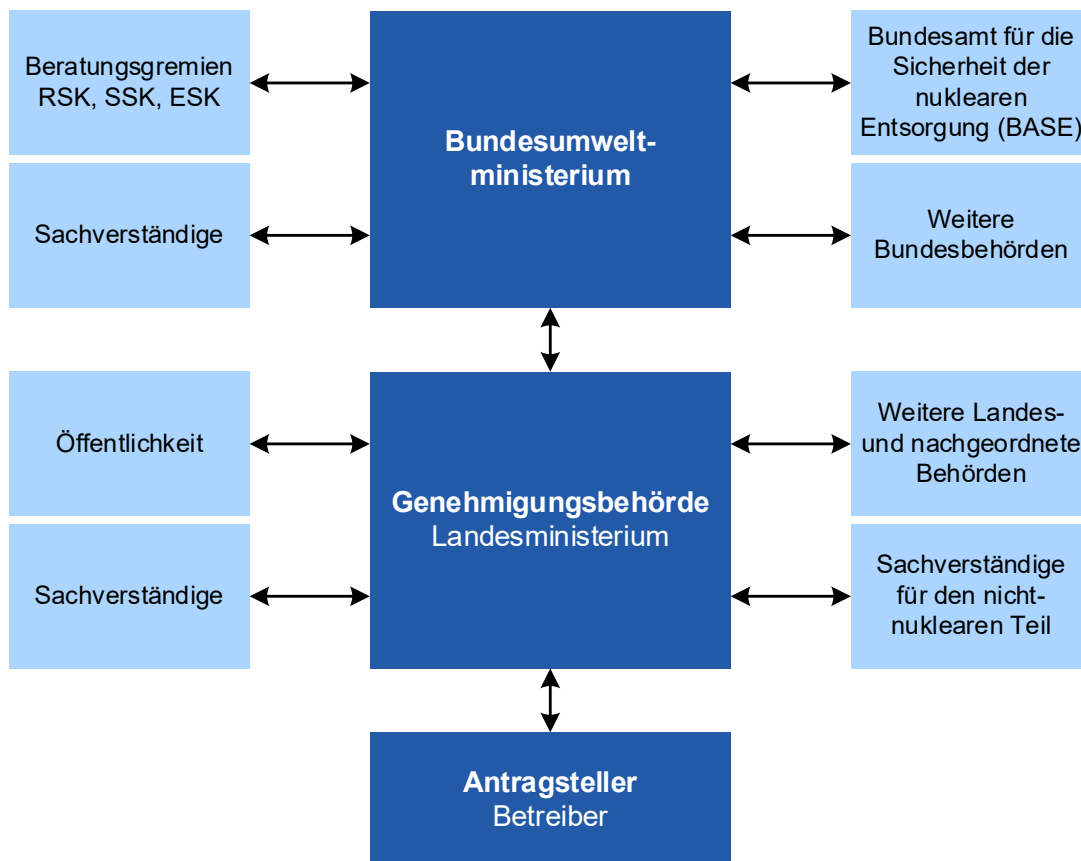 Beratungsgremien
RSK, SSK, ESK
Bundesumwelt-
ministerium
Bundesamt für die
Sicherheit der
nuklearen
Entsorgung (BASE)
Sachverständige
Weitere
Bundesbehörden
Öffentlichkeit
Genehmigungsbehörde
Landesministerium
Weitere Landes-
und nachgeordnete
Behörden
Sachverständige
Sachverständige
für den nicht-
nuklearen Teil
Antragsteller
Betreiber